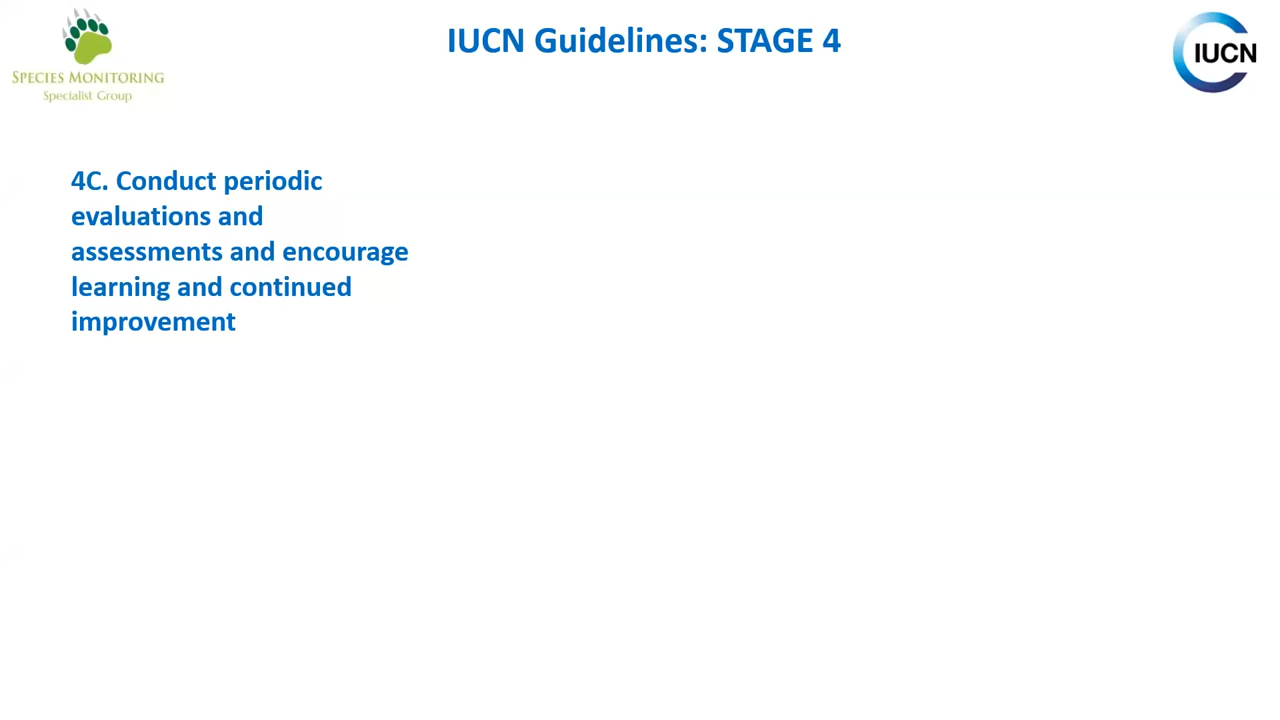 IUCN Guidelines: STAGE 4
IUCN
SPECIES MONITORING
Specialist Group
4C. Conduct periodic
evaluations and
assessments and encourage
learning and continued
improvement